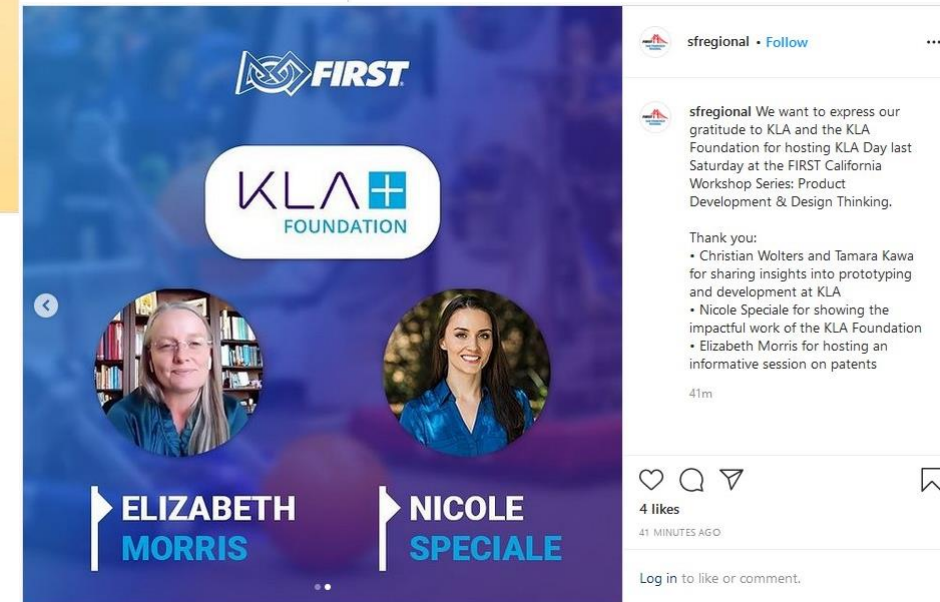 FIRST
KLA+
FOUNDATION
ELIZABETH
MORRIS
NICOLE
SPECIALE
sfregional • Follow
sfregional We want to express our
gratitude to KLA and the KLA
Foundation for hosting KLA Day last
Saturday at the FIRST California
Workshop Series: Product
Development & Design Thinking.
Thank you:
• Christian Wolters and Tamara Kawa
for sharing insights into prototyping
and development at KLA
• Nicole Speciale for showing the
impactful work of the KLA Foundation
• Elizabeth Morris for hosting an
informative session on patents
41m
4 likes
41 MINUTES AGO
Log in to like or comment.